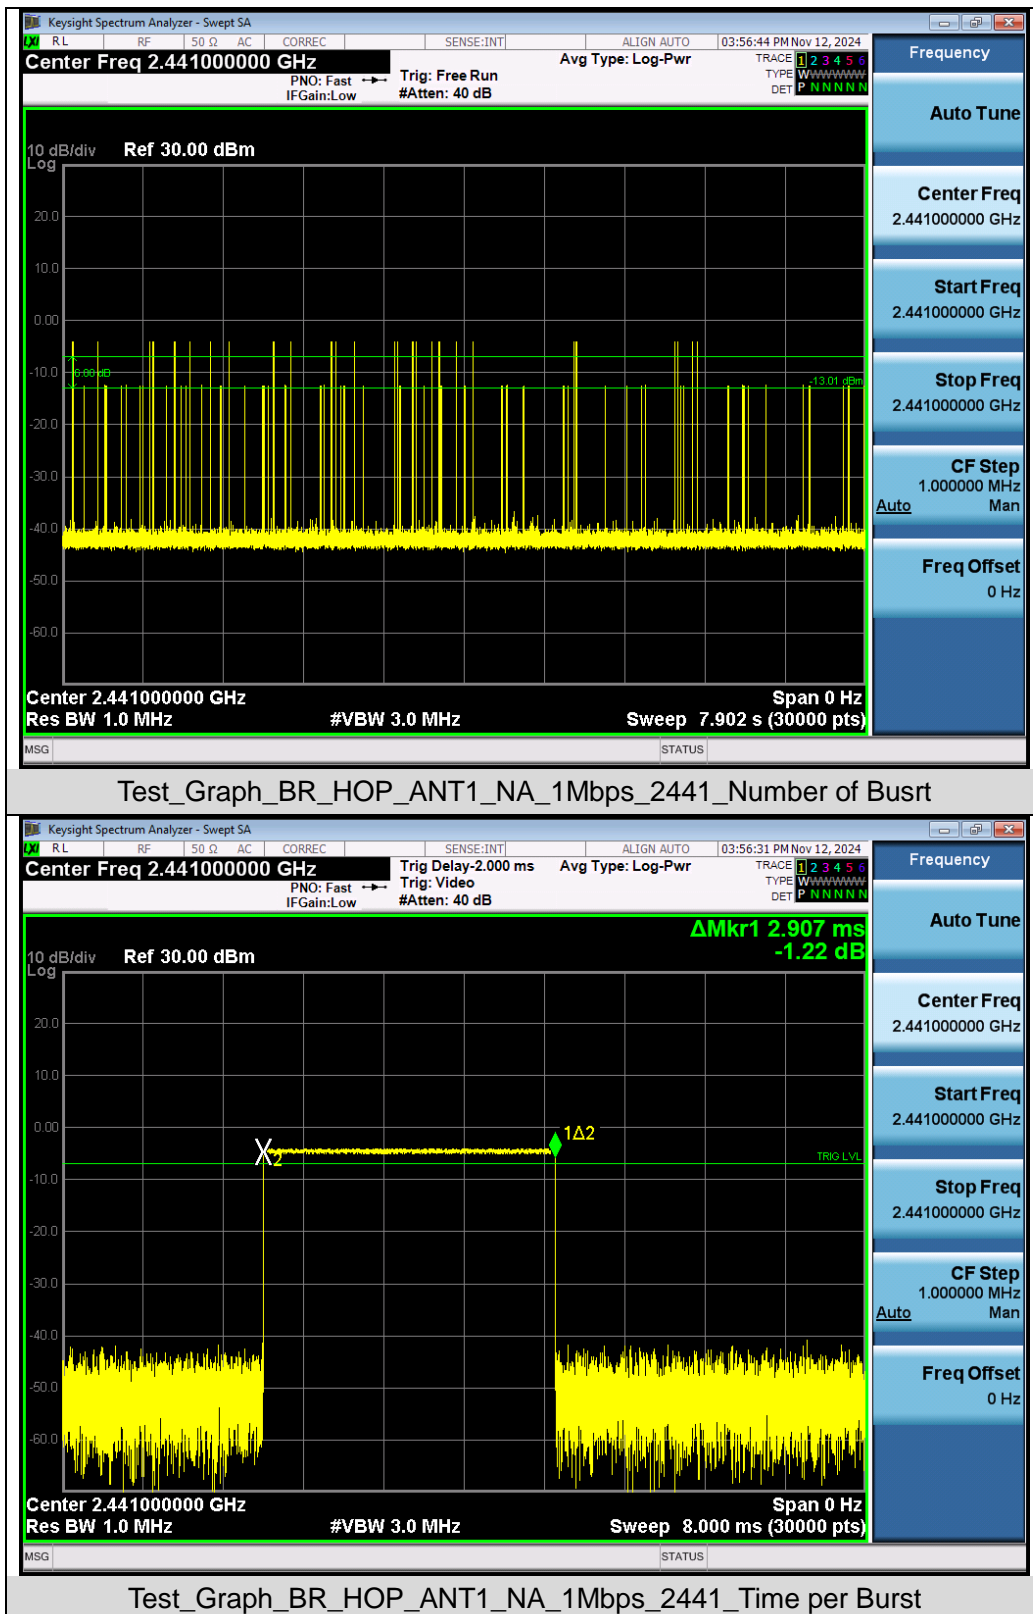 Keysight Spectrum Analyzer - Swept SA
LXI RL RF 50 Ω AC CORREC SENSE:INT ALIGN AUTO 03:56:44 PM Nov 12, 2024
Center Freq 2.441000000 GHz
PNO: Fast
IFGain:Low
Trig: Free Run
#Atten: 40 dB
Avg Type: Log-Pwr
TRACE 1 2 3 4 5 6
TYPE WWWWWWW
DET P N N N N N
Frequency
Auto Tune
10 dB/div Ref 30.00 dBm
Log
20.0
10.0
0.00
-10.0
6.00 dB
-13.01 dBm
-20.0
-30.0
-40.0
-50.0
-60.0
Center Freq
2.441000000 GHz
Start Freq
2.441000000 GHz
Stop Freq
2.441000000 GHz
CF Step
1.000000 MHz
Auto Man
Freq Offset
0 Hz
Center 2.441000000 GHz Span 0 Hz
Res BW 1.0 MHz #VBW 3.0 MHz Sweep 7.902 s (30000 pts)
MSG STATUS
Test_Graph_BR_HOP_ANT1_NA_1Mbps_2441_Number of Busrt
Keysight Spectrum Analyzer - Swept SA
LXI RL RF 50 Ω AC CORREC SENSE:INT ALIGN AUTO 03:56:31 PM Nov 12, 2024
Center Freq 2.441000000 GHz
PNO: Fast
IFGain:Low
Trig Delay-2.000 ms
Trig: Video
#Atten: 40 dB
Avg Type: Log-Pwr
TRACE 1 2 3 4 5 6
TYPE WWWWWWW
DET P N N N N N
Frequency
Auto Tune
ΔMkr1 2.907 ms
-1.22 dB
10 dB/div Ref 30.00 dBm
Log
20.0
10.0
0.00
-10.0
-20.0
-30.0
-40.0
-50.0
-60.0
2
1Δ2
TRIG LVL
Center Freq
2.441000000 GHz
Start Freq
2.441000000 GHz
Stop Freq
2.441000000 GHz
CF Step
1.000000 MHz
Auto Man
Freq Offset
0 Hz
Center 2.441000000 GHz Span 0 Hz
Res BW 1.0 MHz #VBW 3.0 MHz Sweep 8.000 ms (30000 pts)
MSG STATUS
Test_Graph_BR_HOP_ANT1_NA_1Mbps_2441_Time per Burst